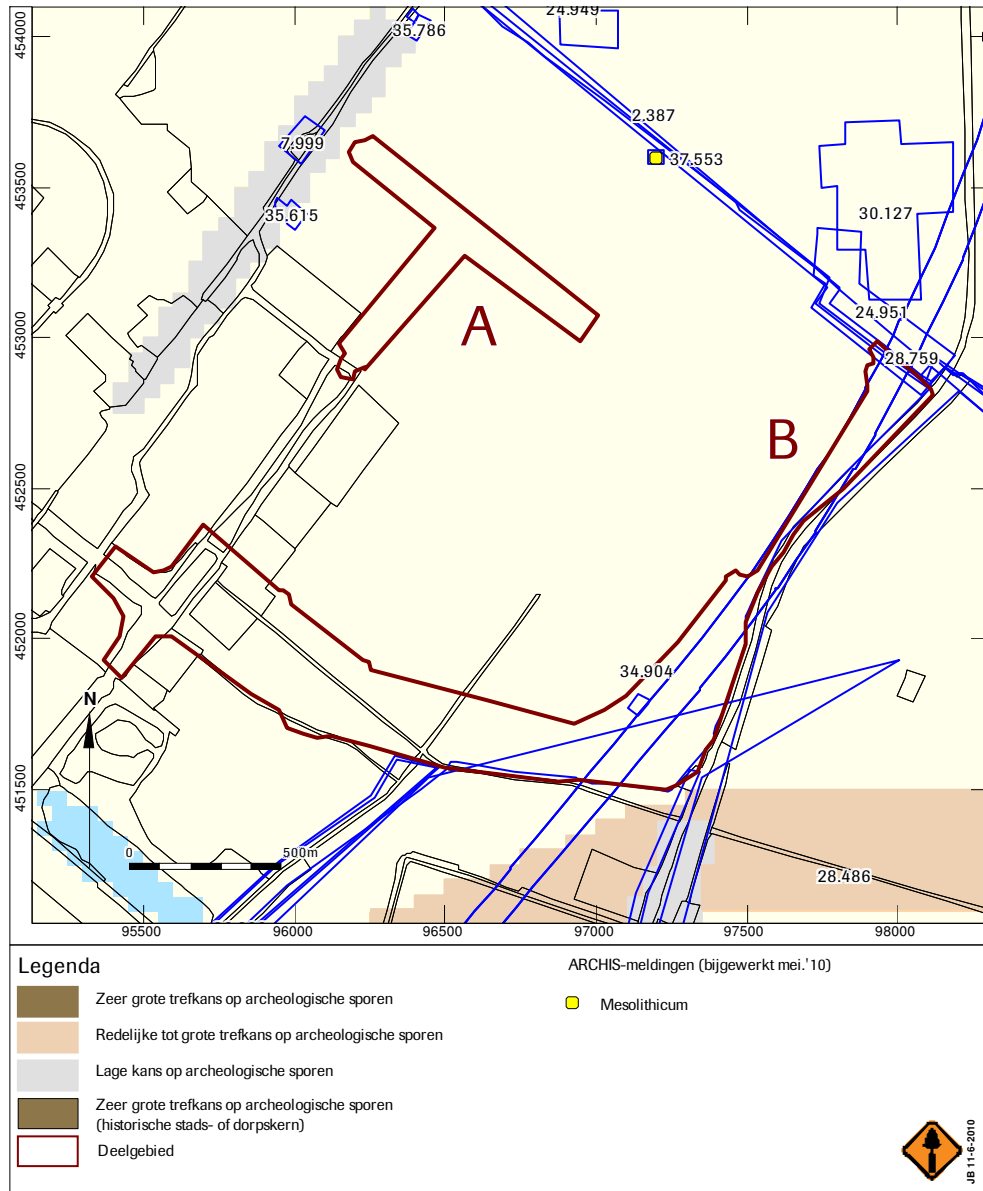 24.949
35.786
454000
2.387
7.999
37.553
453500
35.615
30.127
24.951
A
453000
28.759
B
452500
452000
34.904
N
451500
0 500m
28.486
95500 96000 96500 97000 97500 98000
Legenda
Zeer grote trefkans op archeologische sporen
Redelijke tot grote trefkans op archeologische sporen
Lage kans op archeologische sporen
Zeer grote trefkans op archeologische sporen
(historische stads- of dorpskern)
Deelgebied
ARCHIS-meldingen (bijgewerkt mei.'10)
Mesolithicum
JB 11-6-2010